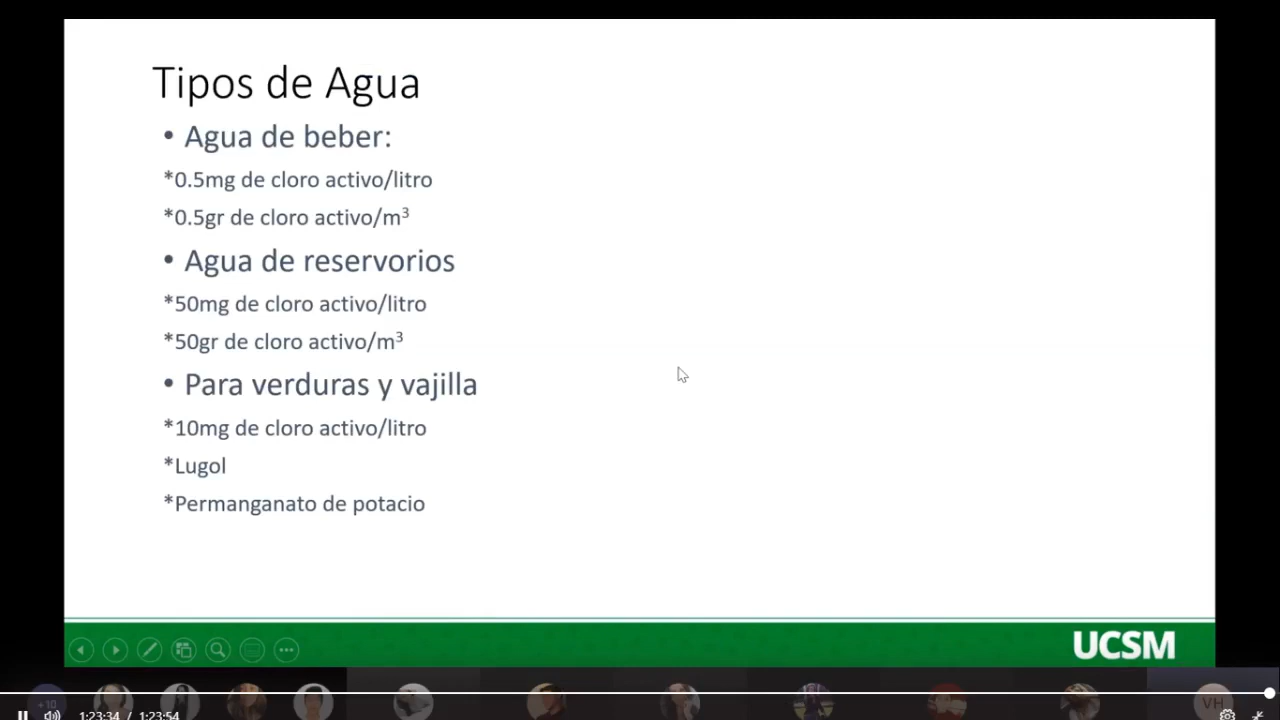 Tipos de Agua
• Agua de beber:
*0.5mg de cloro activo/litro
*0.5gr de cloro activo/m³
• Agua de reservorios
*50mg de cloro activo/litro
*50gr de cloro activo/m³
• Para verduras y vajilla
*10mg de cloro activo/litro
*Lugol
*Permanganato de potacio
UCSM
+10
VH
1:23:34 / 1:23:54